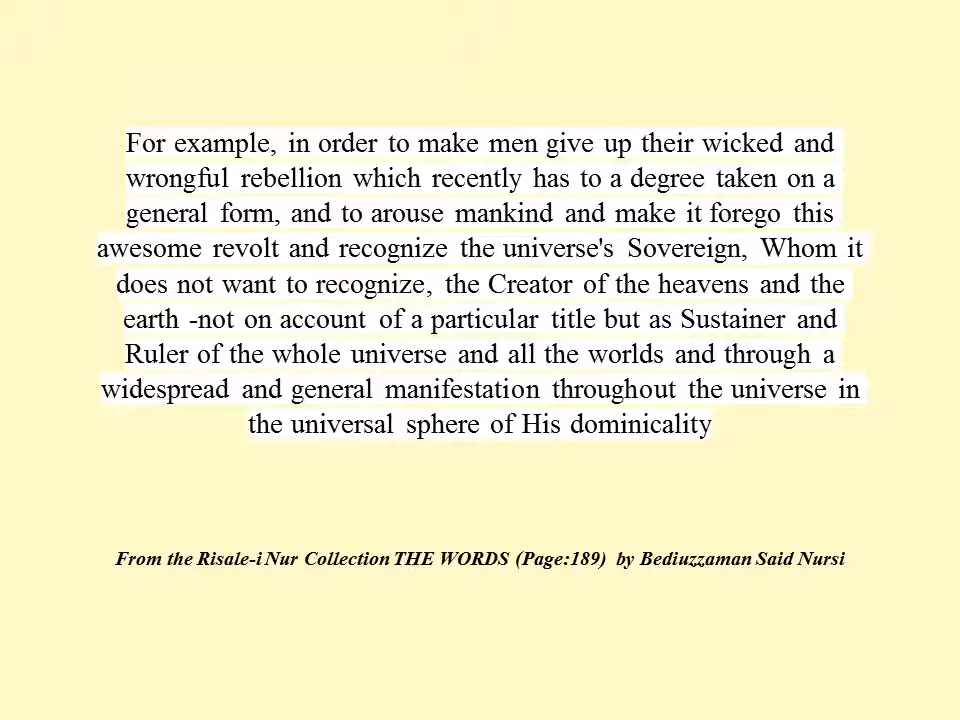 For example, in order to make men give up their wicked and
wrongful rebellion which recently has to a degree taken on a
general form, and to arouse mankind and make it forego this
awesome revolt and recognize the universe's Sovereign, Whom it
does not want to recognize, the Creator of the heavens and the
earth -not on account of a particular title but as Sustainer and
Ruler of the whole universe and all the worlds and through a
widespread and general manifestation throughout the universe in
the universal sphere of His dominicality
From the Risale-i Nur Collection THE WORDS (Page:189) by Bediuzzaman Said Nursi